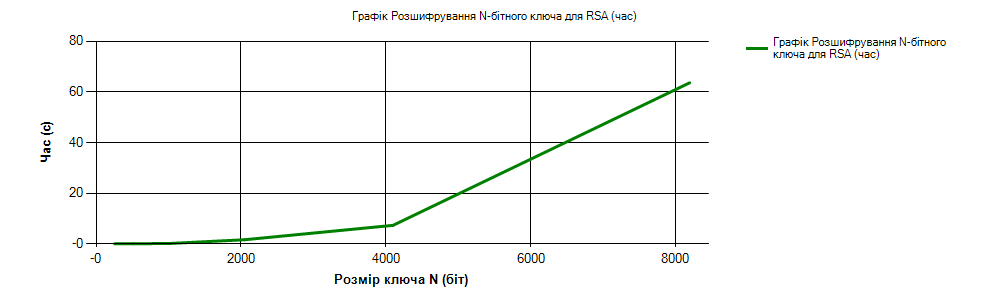 Графік Розшифрування N-бітного ключа для RSA (час)
80
60
40
20
-0
Час (с)
-0
2000
4000
6000
8000
Розмір ключа N (біт)
Графік Розшифрування N-бітного
ключа для RSA (час)